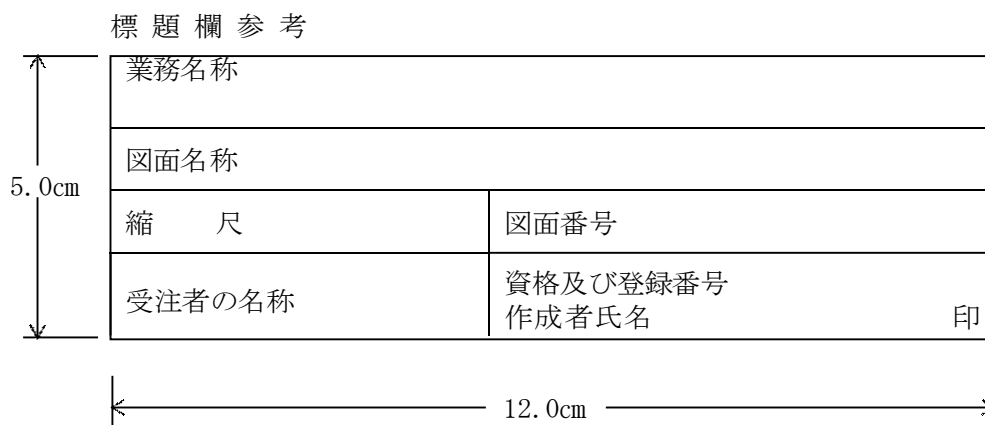 標題欄参考
業務名称
図面名称
5.0cm
縮　　尺
図面番号
受注者の名称
資格及び登録番号
作成者氏名　　　　　　　印
12.0cm